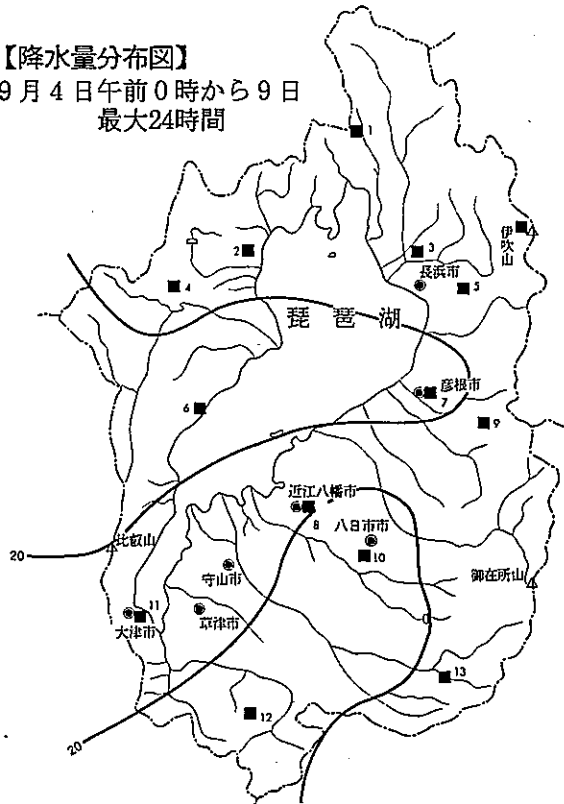 【降水量分布図】
9月4日午前0時から9日
最大24時間
1
伊吹山
2
3
長浜市
4
5
琵琶湖
彦根市
7
6
9
近江八幡市
8
八日市市
10
比叡山
20
守山市
御在所山
11
大津市
草津市
13
12
20